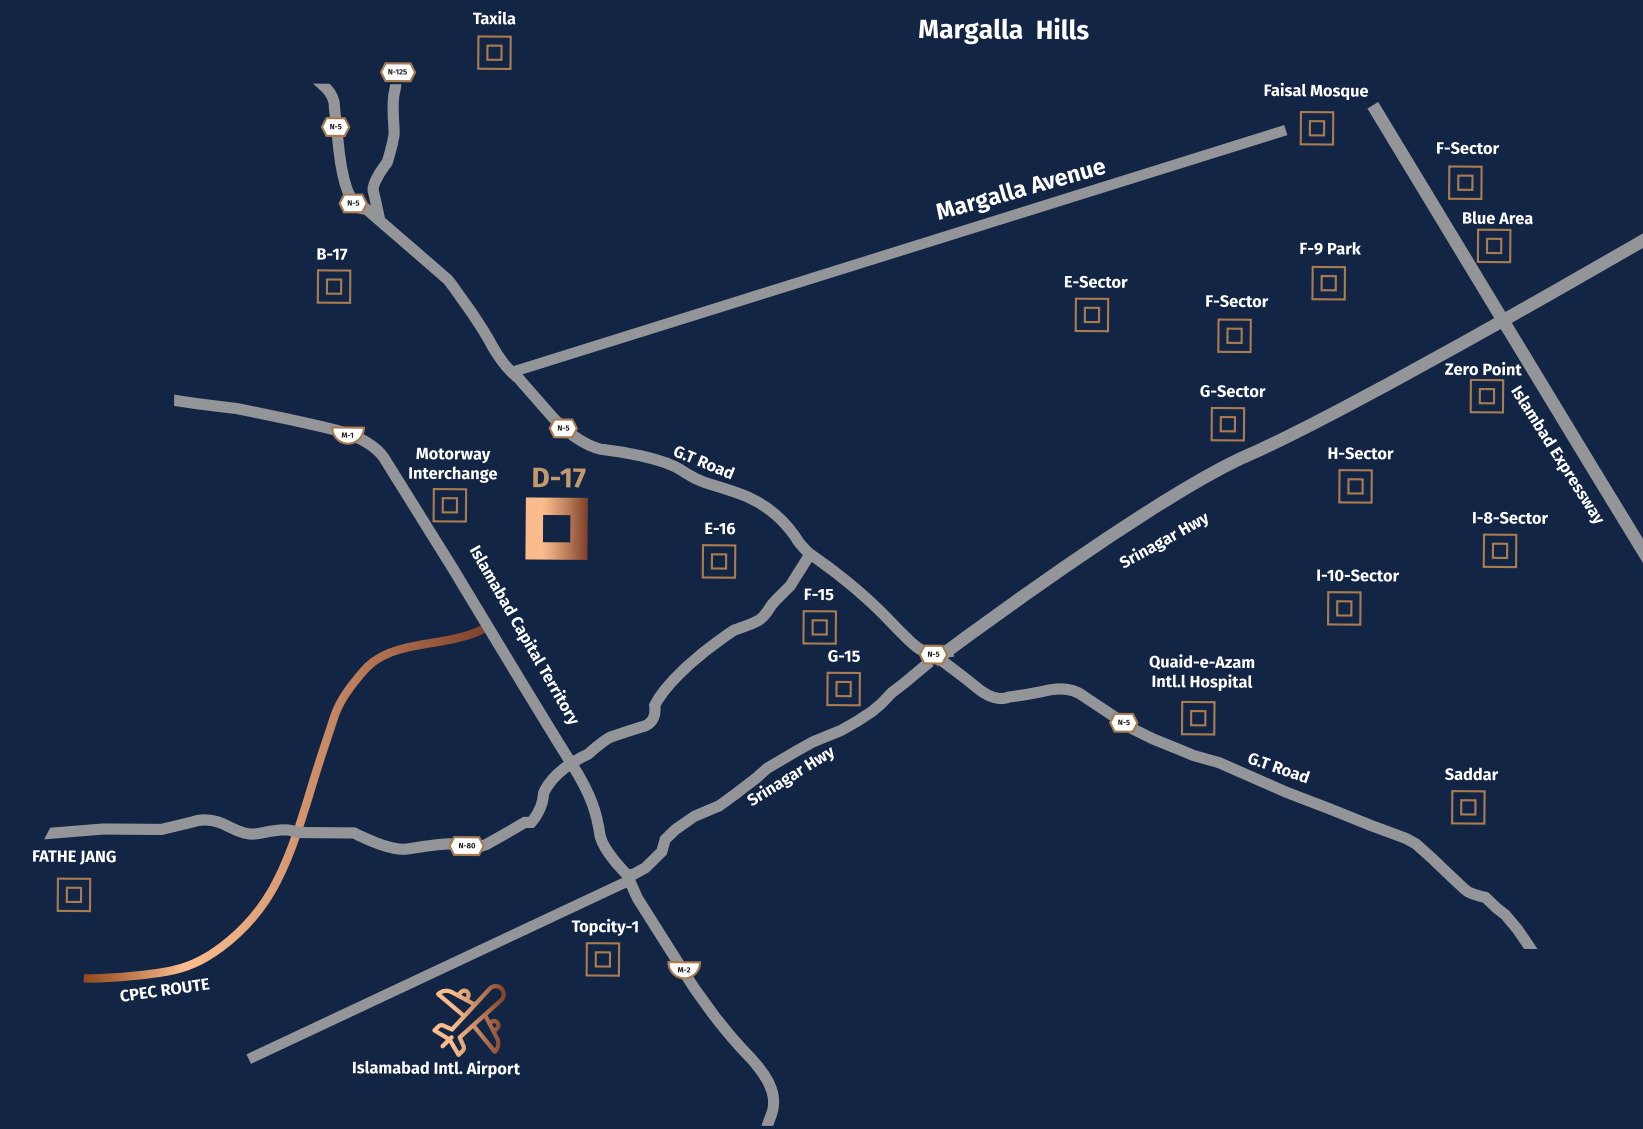 Taxila
Margalla Hills
N-125
Faisal Mosque
N-5
F-Sector
Margalla Avenue
N-5
Blue Area
B-17
F-9 Park
E-Sector
F-Sector
Zero Point
G-Sector
Islambad Expressway
N-5
M-1
Motorway
Interchange
G.T Road
D-17
H-Sector
E-16
I-8-Sector
Srinagar Hwy
Islamabad Capital Territory
F-15
I-10-Sector
G-15
N-5
Quaid-e-Azam
Intl.l Hospital
N-5
Srinagar Hwy
G.T Road
Saddar
N-80
FATHE JANG
Topcity-1
M-2
CPEC ROUTE
Islamabad Intl. Airport